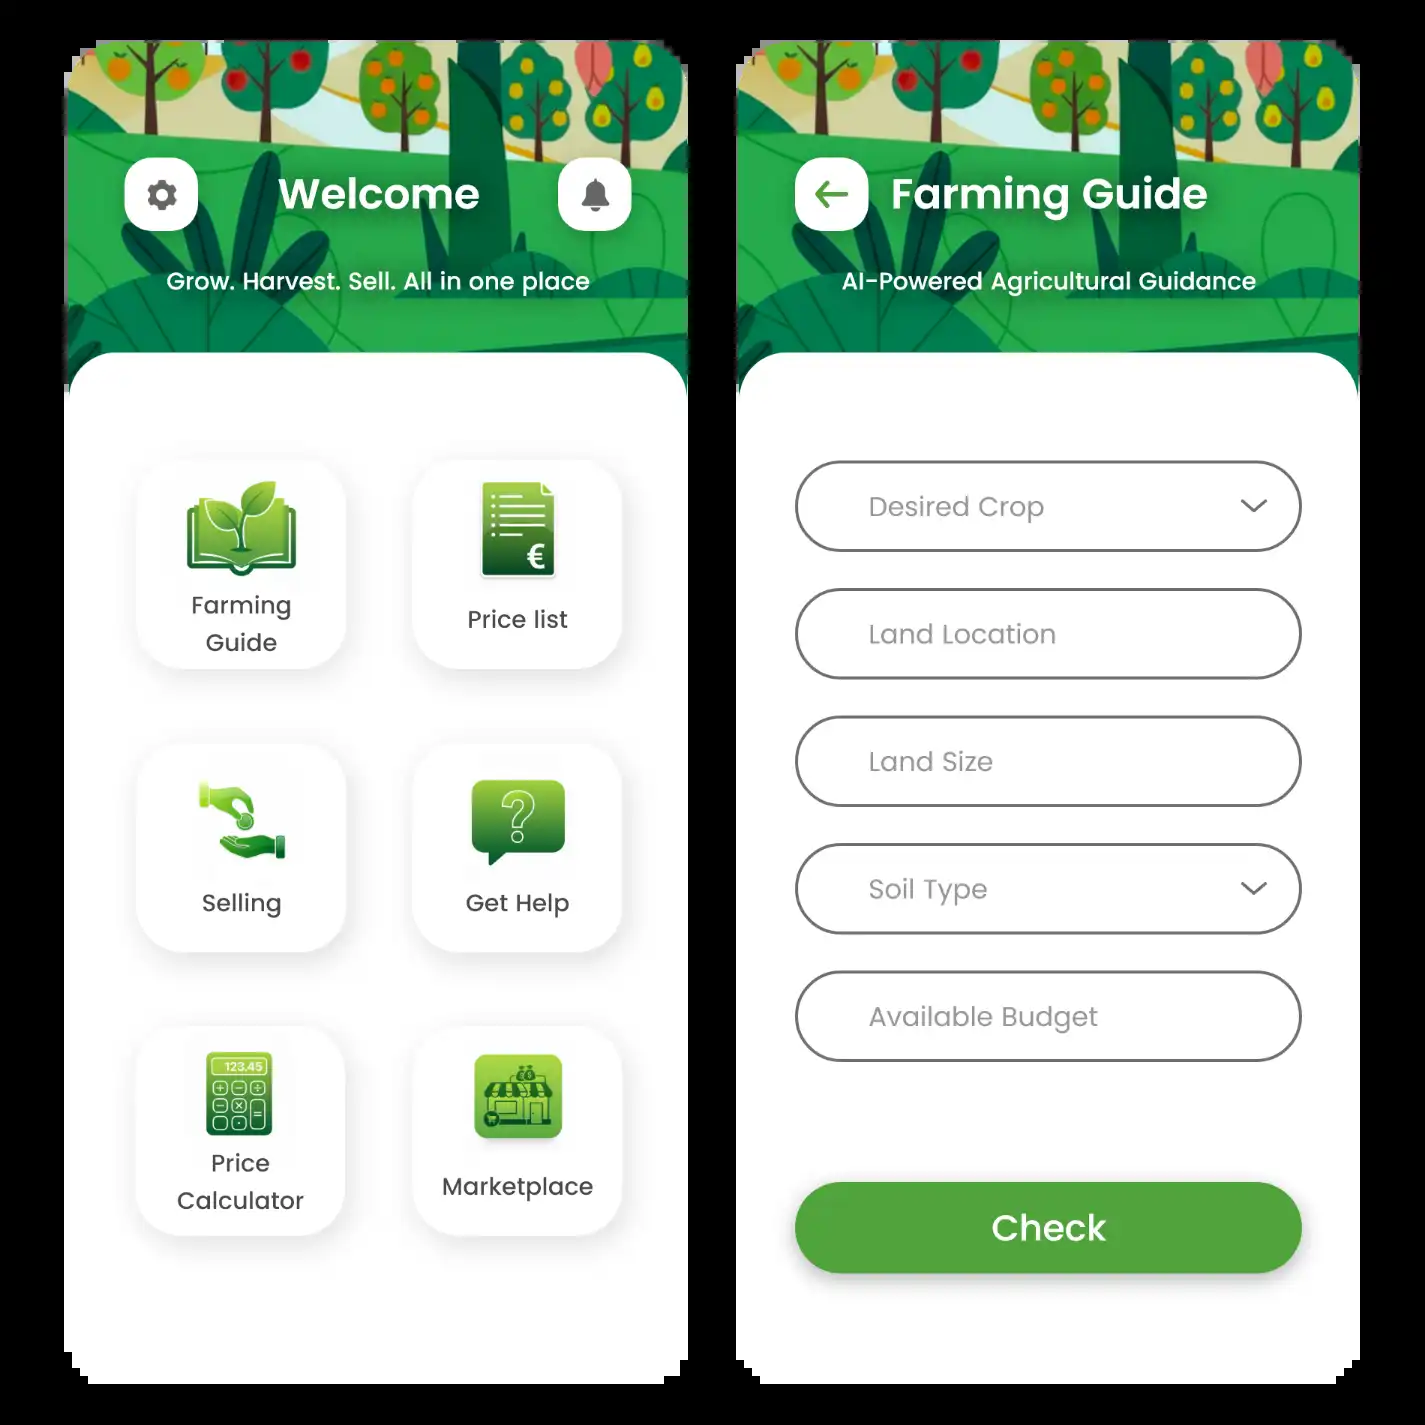 Welcome
Grow. Harvest. Sell. All in one place
Farming
Guide
€
Price list
Selling
?
Get Help
123.45
Price
Calculator
Marketplace
Farming Guide
AI-Powered Agricultural Guidance
Desired Crop
Land Location
Land Size
Soil Type
Available Budget
Check